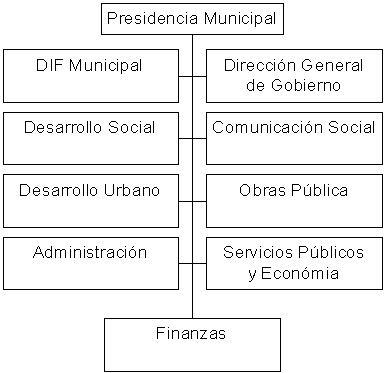 Presidencia Municipal
DIF Municipal
Dirección General
de Gobierno
Desarrollo Social
Comunicación Social
Desarrollo Urbano
Obras Pública
Administración
Servicios Públicos
y Económia
Finanzas